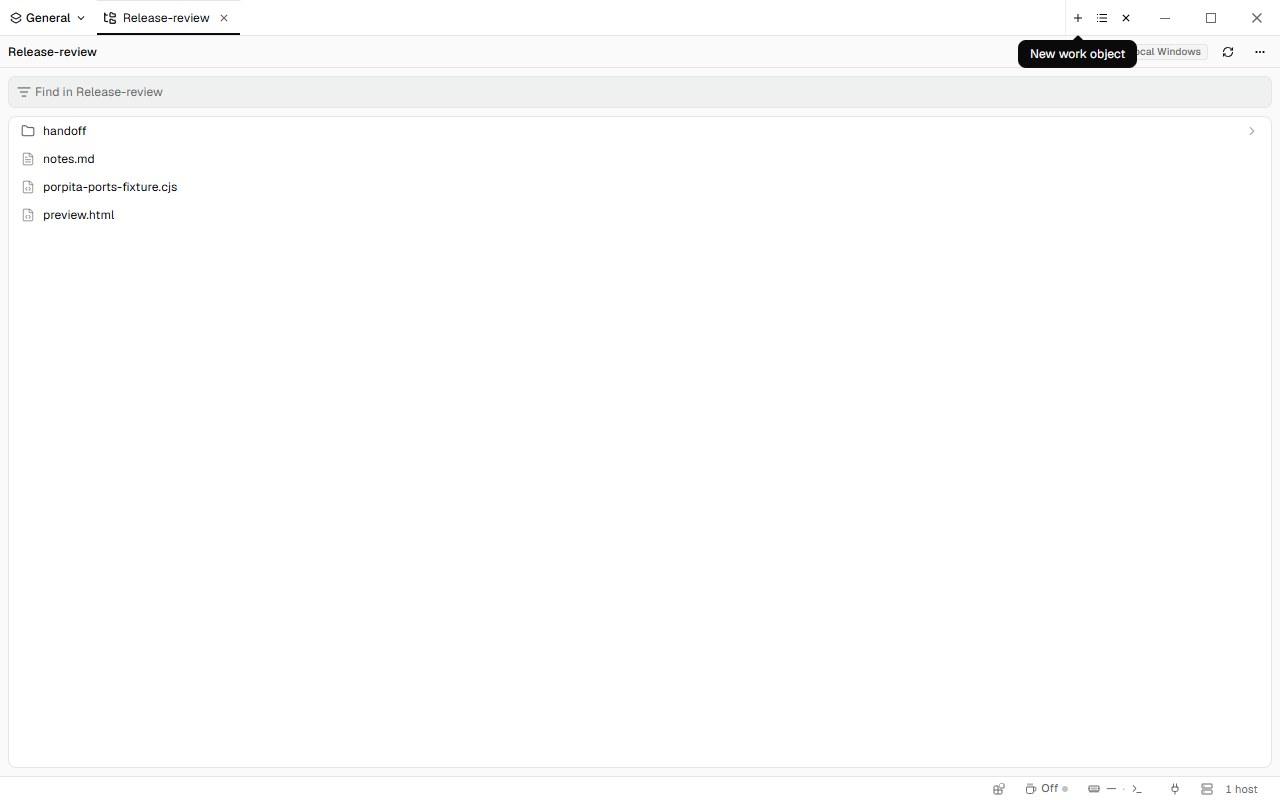 General
Release-review
Release-review
New work object
ocal Windows
Find in Release-review
handoff
notes.md
porpita-ports-fixture.cjs
preview.html
Off
1 host